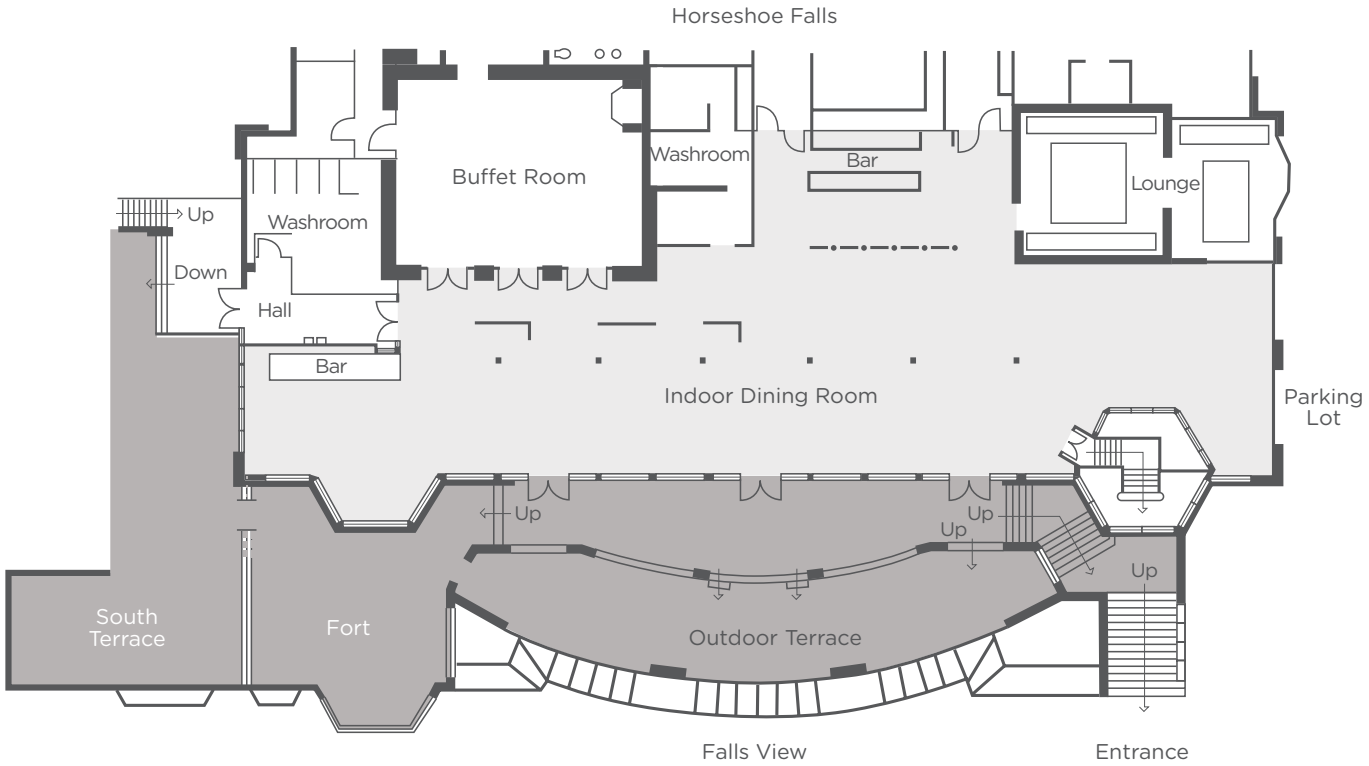 Horseshoe Falls
Washroom
Bar
Buffet Room
Lounge
Up
Washroom
Down
Hall
Bar
Indoor Dining Room
Parking
Lot
Up
Up
Up
Up
South
Terrace
Fort
Outdoor Terrace
Falls View
Entrance